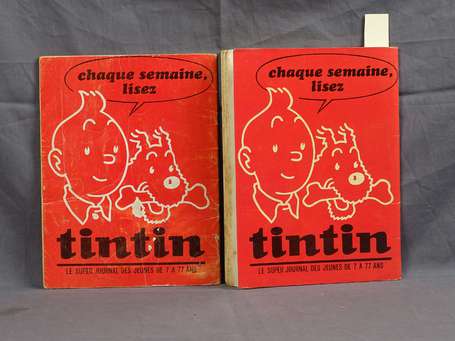 chaque semaine,
lisez
tintin
LE SUPER JOURNAL DES JEUNES DE 7 A 77 ANS
chaque semaine,
lisez
tintin
LE SUPER JOURNAL DES JEUNES DE 7 A 77 ANS